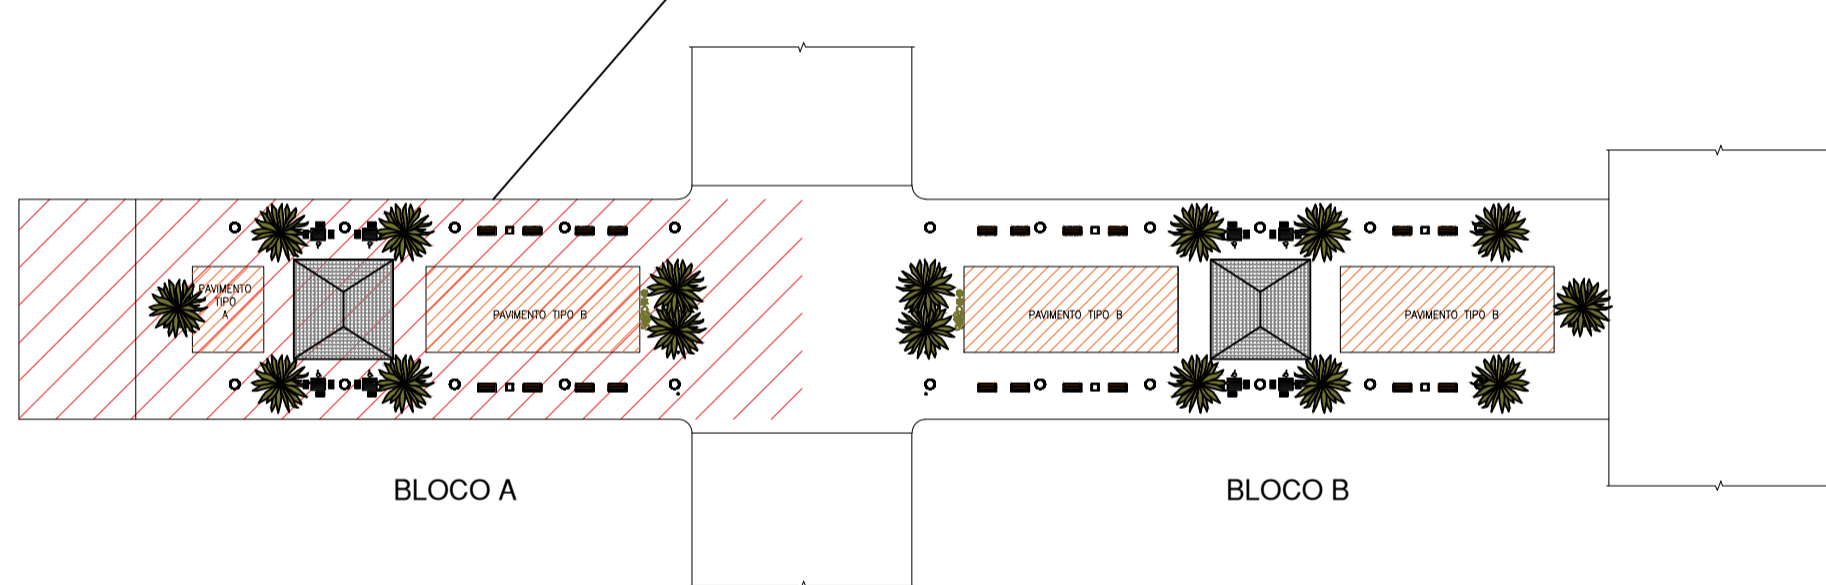 PAVIMENTO
TIPO
A
PAVIMENTO TIPO B
PAVIMENTO TIPO B
PAVIMENTO TIPO B
BLOCO A
BLOCO B